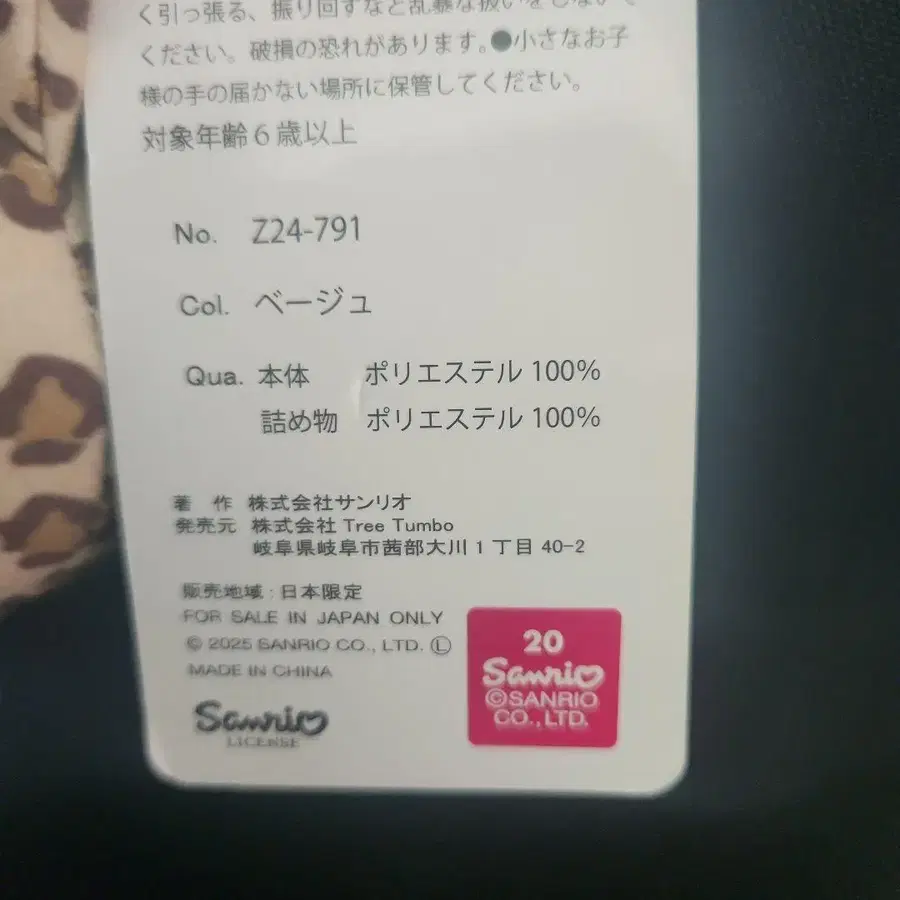 く引っ張る、振り回すなど乱暴な扱いをしないで
ください。破損の恐れがあります。●小さなお子
様の手の届かない場所に保管してください。
対象年齢6歳以上
No. Z24-791
Col. ベージュ
Qua. 本体 ポリエステル 100%
詰め物 ポリエステル 100%
著 作 株式会社サンリオ
発売元 株式会社 Tree Tumbo
岐阜県岐阜市茜部大川1丁目 40-2
販売地域:日本限定
FOR SALE IN JAPAN ONLY
© 2025 SANRIO CO., LTD. Ⓛ
MADE IN CHINA
Sanrio
LICENSE
20
Sanrio
©SANRIO
CO.,LTD.